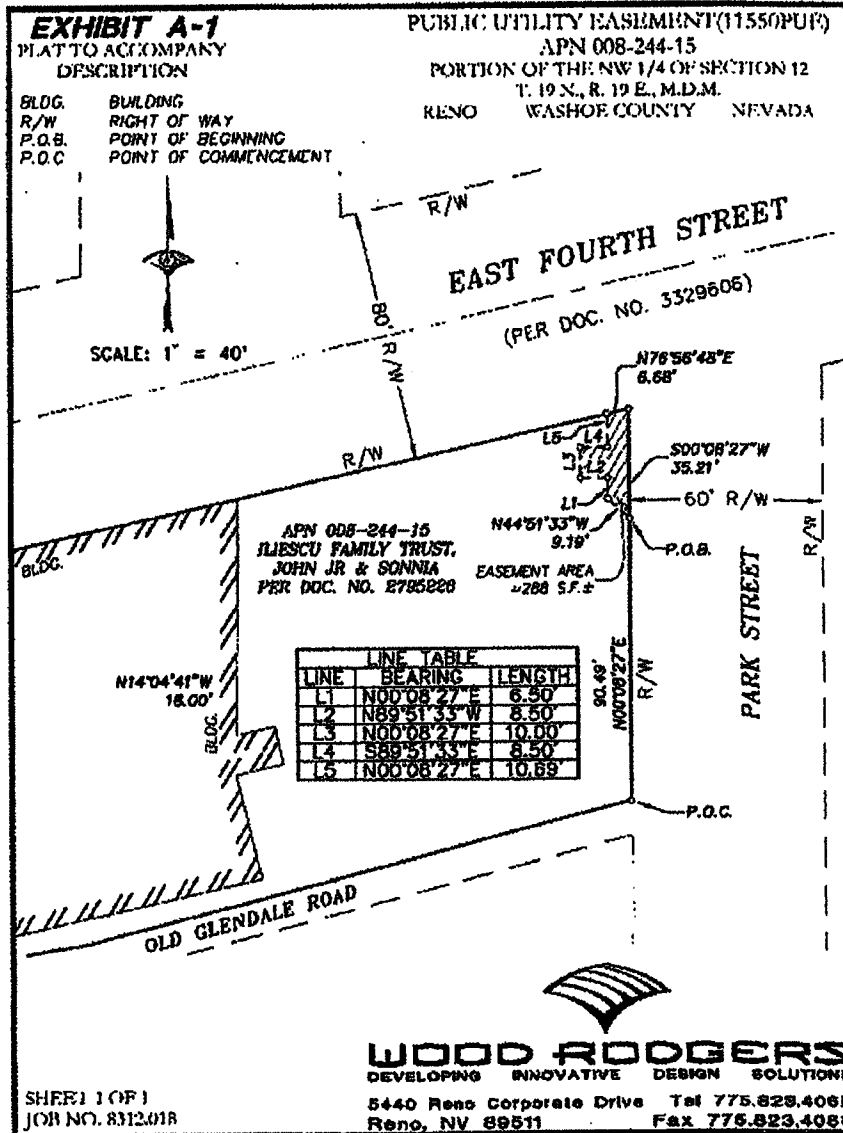 EXHIBIT A-1
PLAT TO ACCOMPANY
DESCRIPTION
PUBLIC UTILITY EASEMENT(11550PUE)
APN 008-244-15
PORTION OF THE NW 1/4 OF SECTION 12
T. 19 N., R. 19 E., M.D.M.
RENO WASHOE COUNTY NEVADA
BLDG. BUILDING
R/W RIGHT OF WAY
P.O.B. POINT OF BEGINNING
P.O.C POINT OF COMMENCEMENT
R/W
EAST FOURTH STREET
(PER DOC. NO. 3329606)
80' R/W
SCALE: 1" = 40'
N76°56'48"E
6.68'
R/W
L5 L4
L3
L2
L1
S00°08'27"W
35.21'
60' R/W
R/W
N44°51'33"W
9.19'
P.O.B.
BLDG.
APN 008-244-15
ILIESCU FAMILY TRUST,
JOHN JR & SONNIA
PER DOC. NO. 2795228
EASEMENT AREA
=288 S.F.±
PARK STREET
N14°04'41"W
16.00'
BLDG.
LINE TABLE
LINE BEARING LENGTH
L1 N00°08'27"E 6.50'
L2 N89°51'33"W 8.50'
L3 N00°08'27"E 10.00'
L4 S89°51'33"E 8.50'
L5 N00°08'27"E 10.69'
90.49'
N00°08'27"E
R/W
P.O.C.
OLD GLENDALE ROAD
WOOD RODGERS
DEVELOPING INNOVATIVE DESIGN SOLUTIONS
5440 Reno Corporate Drive Tel 775.823.4068
Reno, NV 89511 Fax 775.823.4066
SHEET 1 OF 1
JOB NO. 8312.018